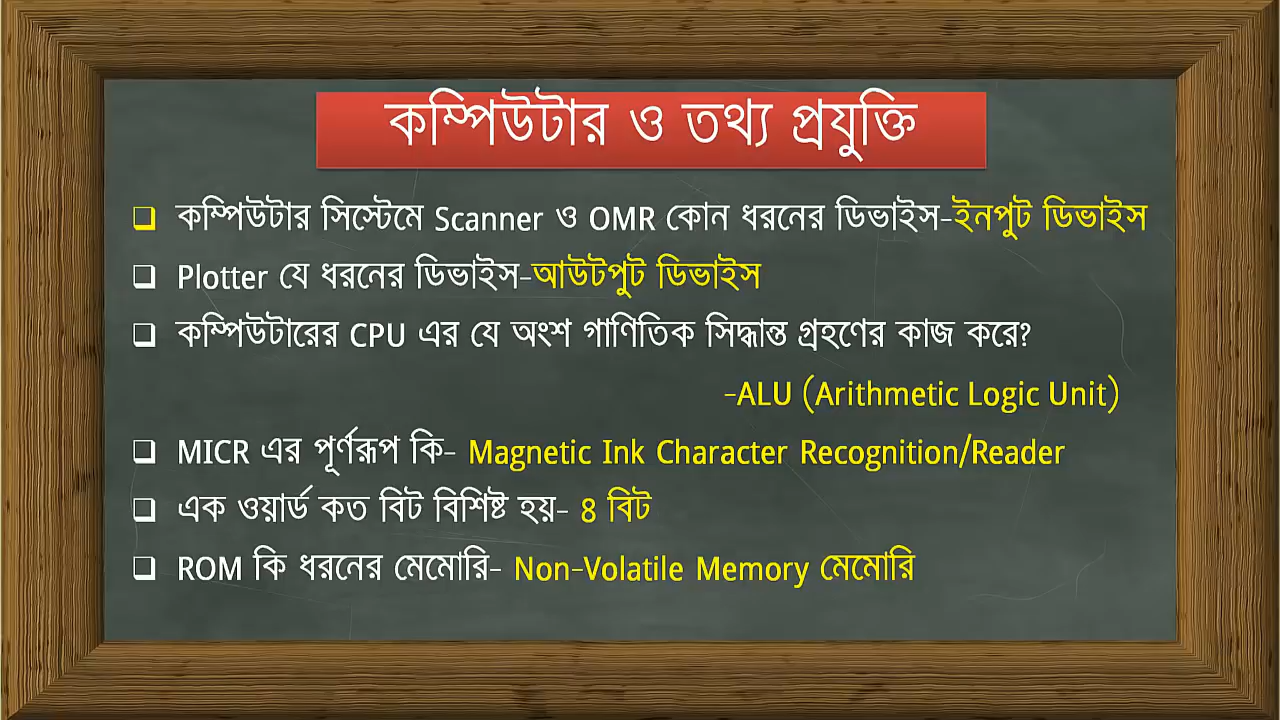 কম্পিউটার ও তথ্য প্রযুক্তি
কম্পিউটার সিস্টেমে Scanner ও OMR কোন ধরনের ডিভাইস-ইনপুট ডিভাইস
Plotter যে ধরনের ডিভাইস-আউটপুট ডিভাইস
কম্পিউটারের CPU এর যে অংশ গাণিতিক সিদ্ধান্ত গ্রহণের কাজ করে?
-ALU (Arithmetic Logic Unit)
MICR এর পূর্ণরূপ কি- Magnetic Ink Character Recognition/Reader
এক ওয়ার্ড কত বিট বিশিষ্ট হয়- 8 বিট
ROM কি ধরনের মেমোরি- Non-Volatile Memory মেমোরি